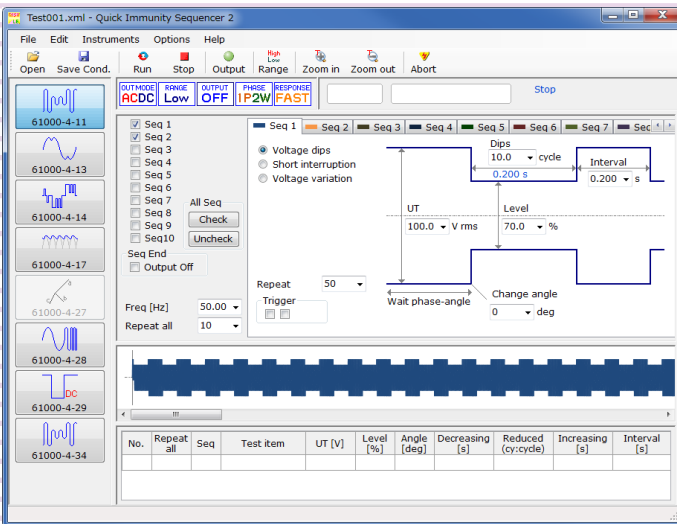 Test001.xml - Quick Immunity Sequencer 2
File Edit Instruments Options Help
Open Save Cond. Run Stop Output High Low Range Zoom in Zoom out Abort
OUT MODE ACDC RANGE Low OUTPUT OFF PHASE 1P2W RESPONSE FAST Stop
61000-4-11
61000-4-13
61000-4-14
61000-4-17
61000-4-27
61000-4-28
DC
61000-4-29
61000-4-34
Seq 1
Seq 2
Seq 3
Seq 4
Seq 5
Seq 6
Seq 7
Seq 8
Seq 9
Seq10
All Seq
Check
Uncheck
Seq End
Output Off
Freq [Hz] 50.00
Repeat all 10
Seq 1 Seq 2 Seq 3 Seq 4 Seq 5 Seq 6 Seq 7 Sec
Voltage dips
Short interruption
Voltage variation
Dips
10.0 cycle
0.200 s
Interval
0.200 s
UT
100.0 V rms
Level
70.0 %
Repeat 50
Trigger
Wait phase-angle
Change angle
0 deg
No. Repeat all Seq Test item UT [V] Level [%] Angle [deg] Decreasing [s] Reduced (cy:cycle) Increasing [s] Interval [s]